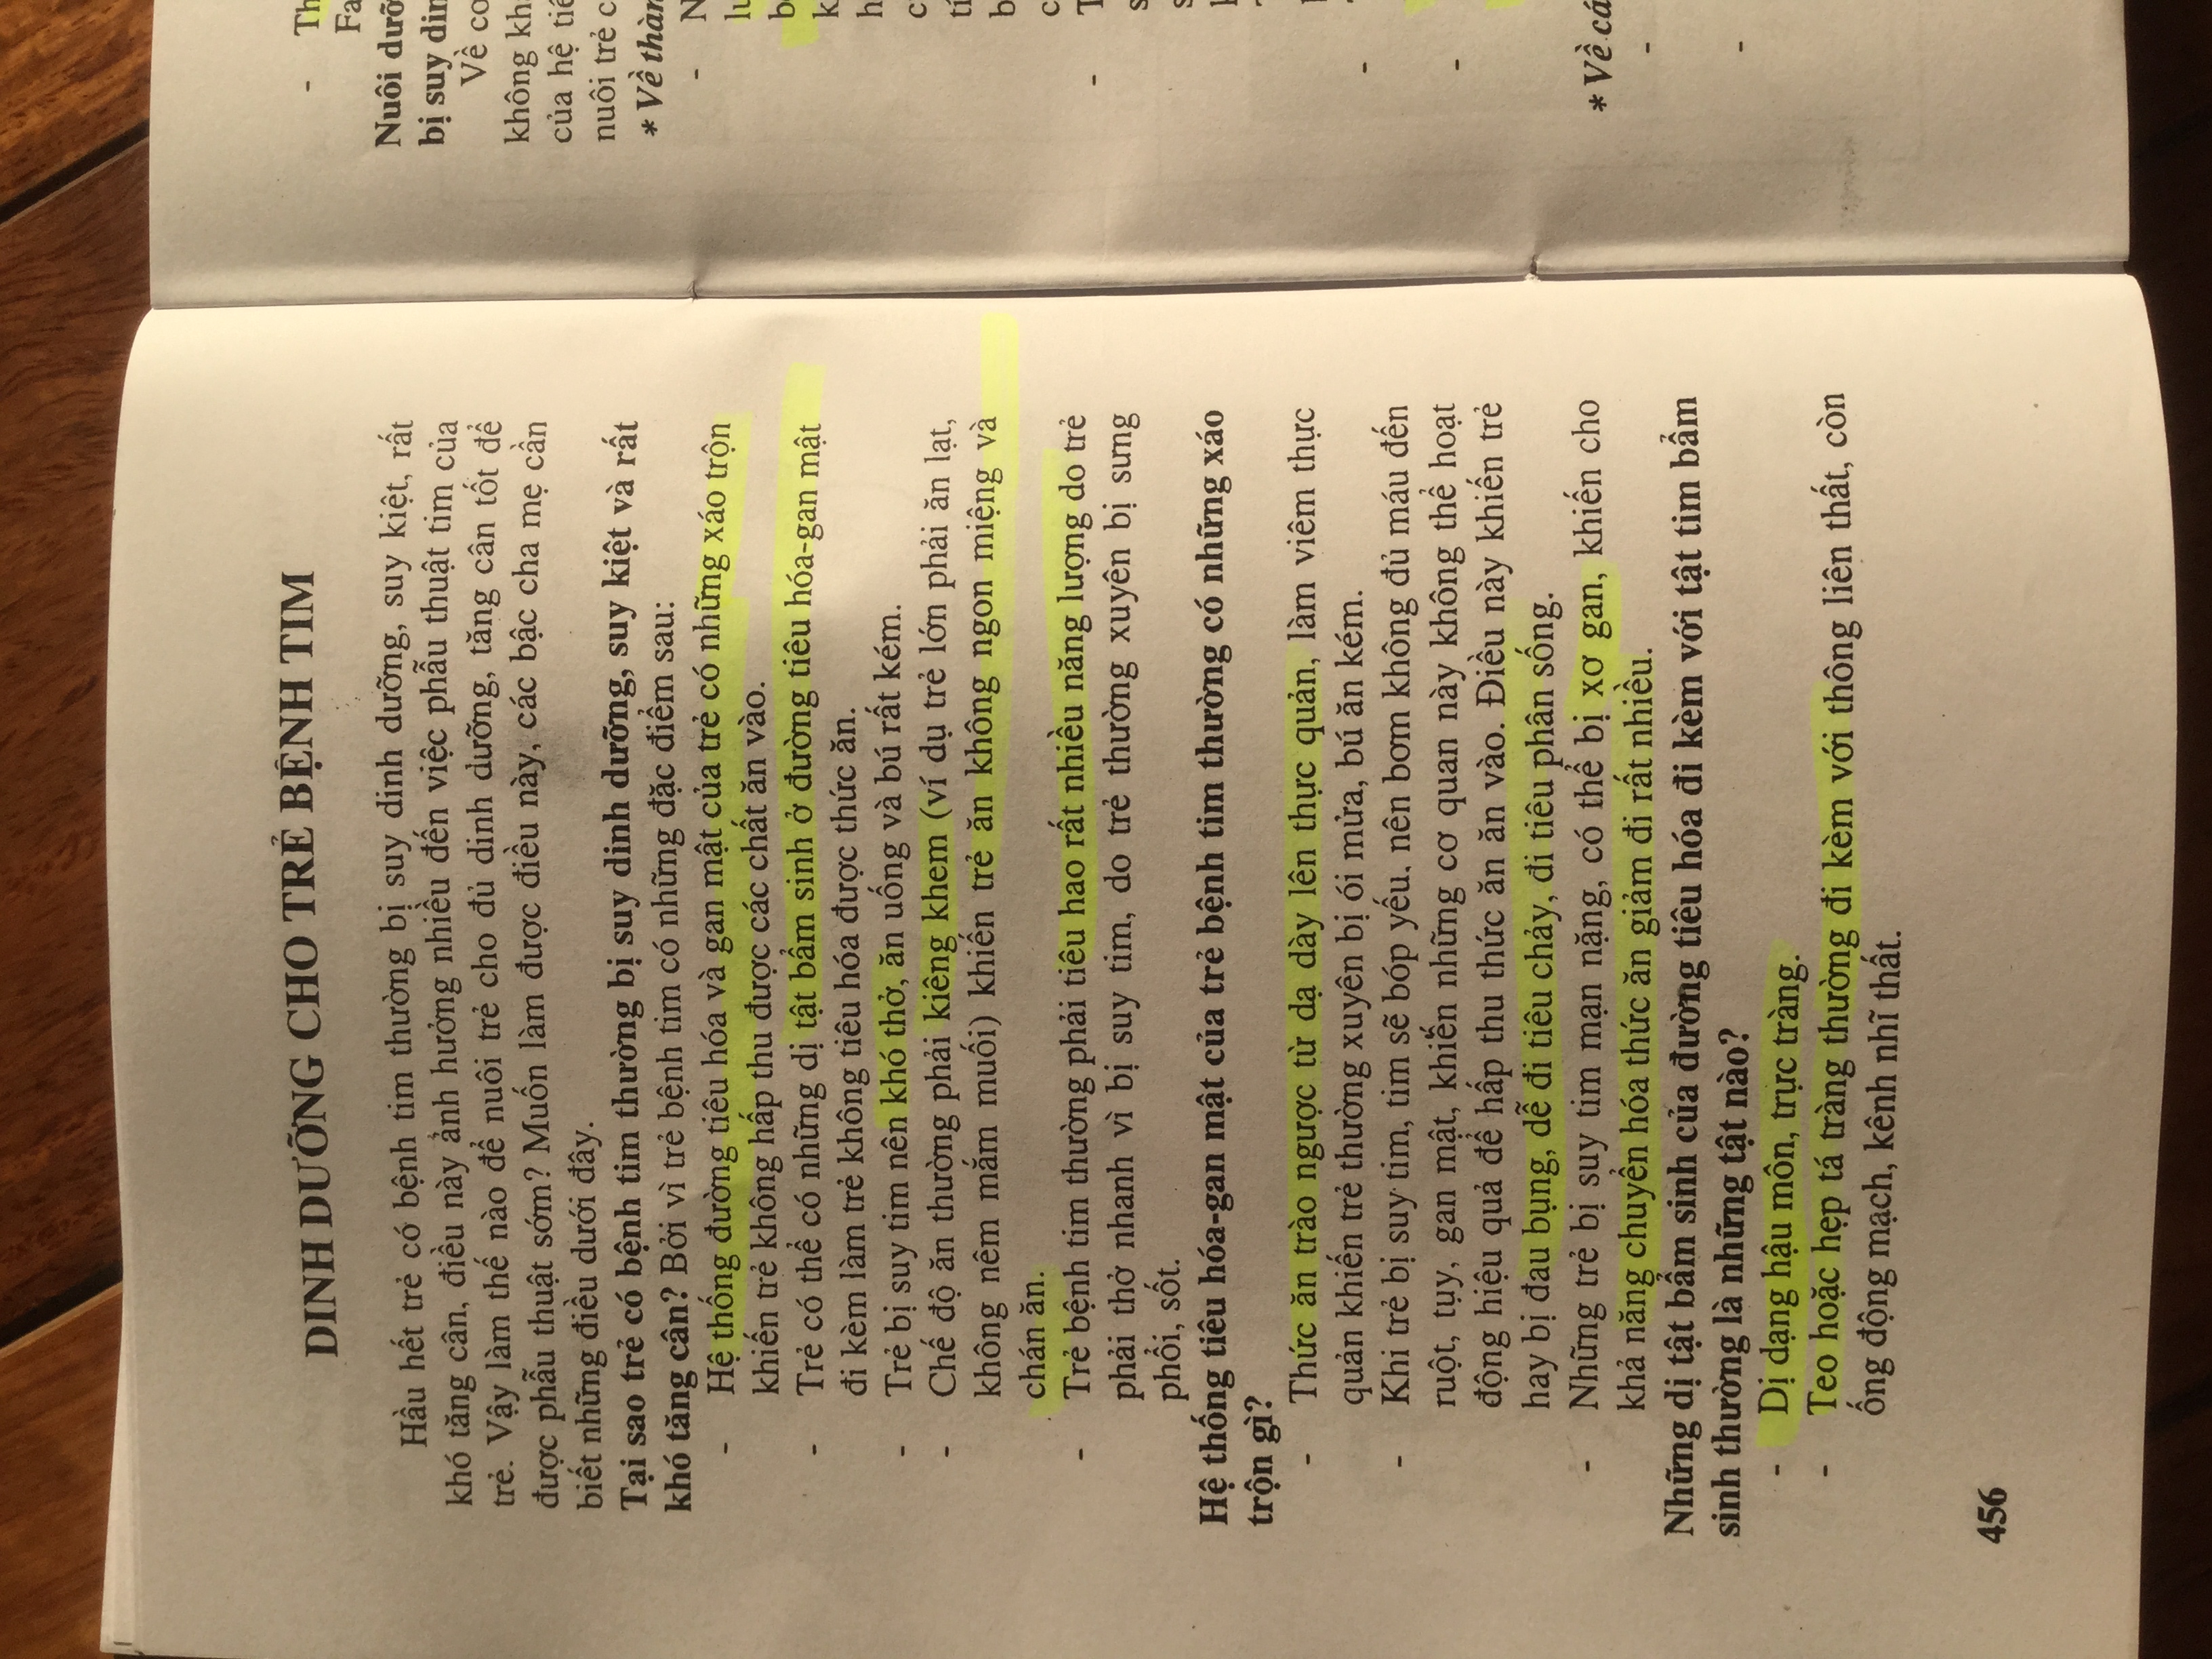 DINH DƯỠNG CHO TRẺ BỆNH TIM
Hầu hết trẻ có bệnh tim thường bị suy dinh dưỡng, suy kiệt, rất
khó tăng cân, điều này ảnh hưởng nhiều đến việc phẫu thuật tim của
trẻ. Vậy làm thế nào để nuôi trẻ cho đủ dinh dưỡng, tăng cân tốt để
được phẫu thuật sớm? Muốn làm được điều này, các bậc cha mẹ cần
biết những điều dưới đây.
Tại sao trẻ có bệnh tim thường bị suy dinh dưỡng, suy kiệt và rất
khó tăng cân? Bởi vì trẻ bệnh tim có những đặc điểm sau:
- Hệ thống đường tiêu hóa và gan mật của trẻ có những xáo trộn
khiến trẻ không hấp thu được các chất ăn vào.
- Trẻ có thể có những dị tật bẩm sinh ở đường tiêu hóa-gan mật
đi kèm làm trẻ không tiêu hóa được thức ăn.
- Trẻ bị suy tim nên khó thở, ăn uống và bú rất kém.
- Chế độ ăn thường phải kiêng khem (ví dụ trẻ lớn phải ăn lạt,
không nêm mắm muối) khiến trẻ ăn không ngon miệng và
chán ăn.
- Trẻ bệnh tim thường phải tiêu hao rất nhiều năng lượng do trẻ
phải thở nhanh vì bị suy tim, do trẻ thường xuyên bị sưng
phổi, sốt.
Hệ thống tiêu hóa-gan mật của trẻ bệnh tim thường có những xáo
trộn gì?
- Thức ăn trào ngược từ dạ dày lên thực quản, làm viêm thực
quản khiến trẻ thường xuyên bị ói mửa, bú ăn kém.
- Khi trẻ bị suy tim, tim sẽ bóp yếu. nên bơm không đủ máu đến
ruột, tụy, gan mật, khiến những cơ quan này không thể hoạt
động hiệu quả để hấp thu thức ăn ăn vào. Điều này khiến trẻ
hay bị đau bụng, dễ đi tiêu chảy, đi tiêu phân sống.
- Những trẻ bị suy tim mạn nặng, có thể bị xơ gan, khiến cho
khả năng chuyển hóa thức ăn giảm đi rất nhiều.
Những dị tật bẩm sinh của đường tiêu hóa đi kèm với tật tim bẩm
sinh thường là những tật nào?
- Dị dạng hậu môn, trực tràng.
- Teo hoặc hẹp tá tràng thường đi kèm với thông liên thất, còn
ống động mạch, kênh nhĩ thất.
456
Nuôi
bị suy
Về
không
của hệ
nuôi trẻ
* Về
* Về